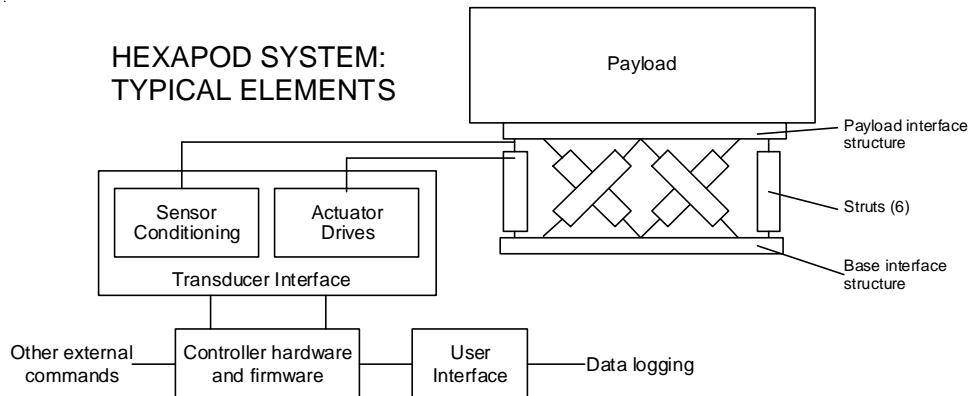 HEXAPOD SYSTEM:
TYPICAL ELEMENTS
Payload
Payload interface
structure
Struts (6)
Base interface
structure
Sensor
Conditioning
Actuator
Drives
Transducer Interface
Other external
commands
Controller hardware
and firmware
User
Interface
Data logging